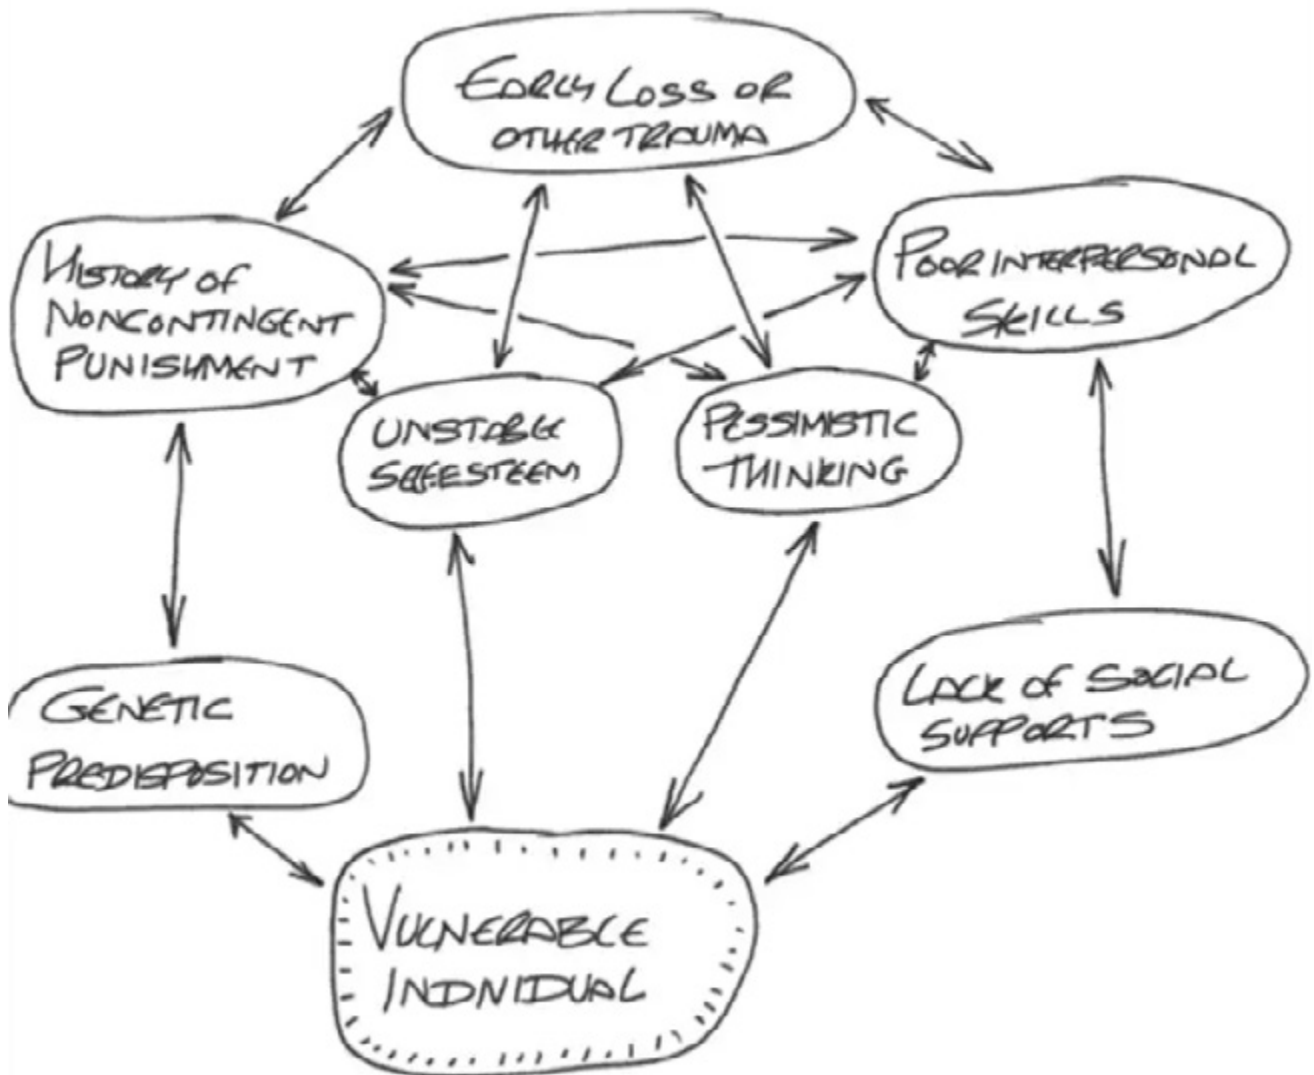 EARLY LOSS OR
OTHER TRAUMA
HISTORY OF
NONCONTINGENT
PUNISHMENT
POOR INTERPERSONAL
SKILLS
UNSTABLE
SELFESTEEM
PESSIMISTIC
THINKING
GENETIC
PREDISPOSITION
LACK OF SOCIAL
SUPPORTS
VULNERABLE
INDIVIDUAL